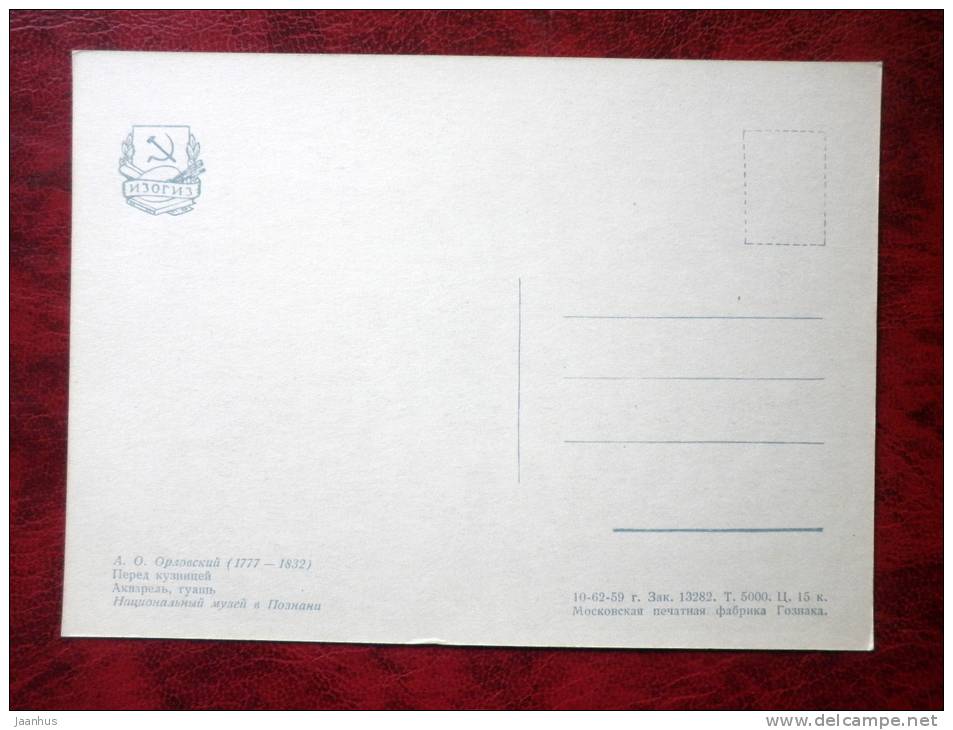 ИЗОГИЗ
А. О. Орловский (1777 — 1832)
Перед кузницей
Акварель, гуашь
Национальный музей в Познани
10-62-59 г. Зак. 13282. Т. 5000. Ц. 15 к.
Московская печатная фабрика Гознака.
Jaanhus
www.delcampe.net